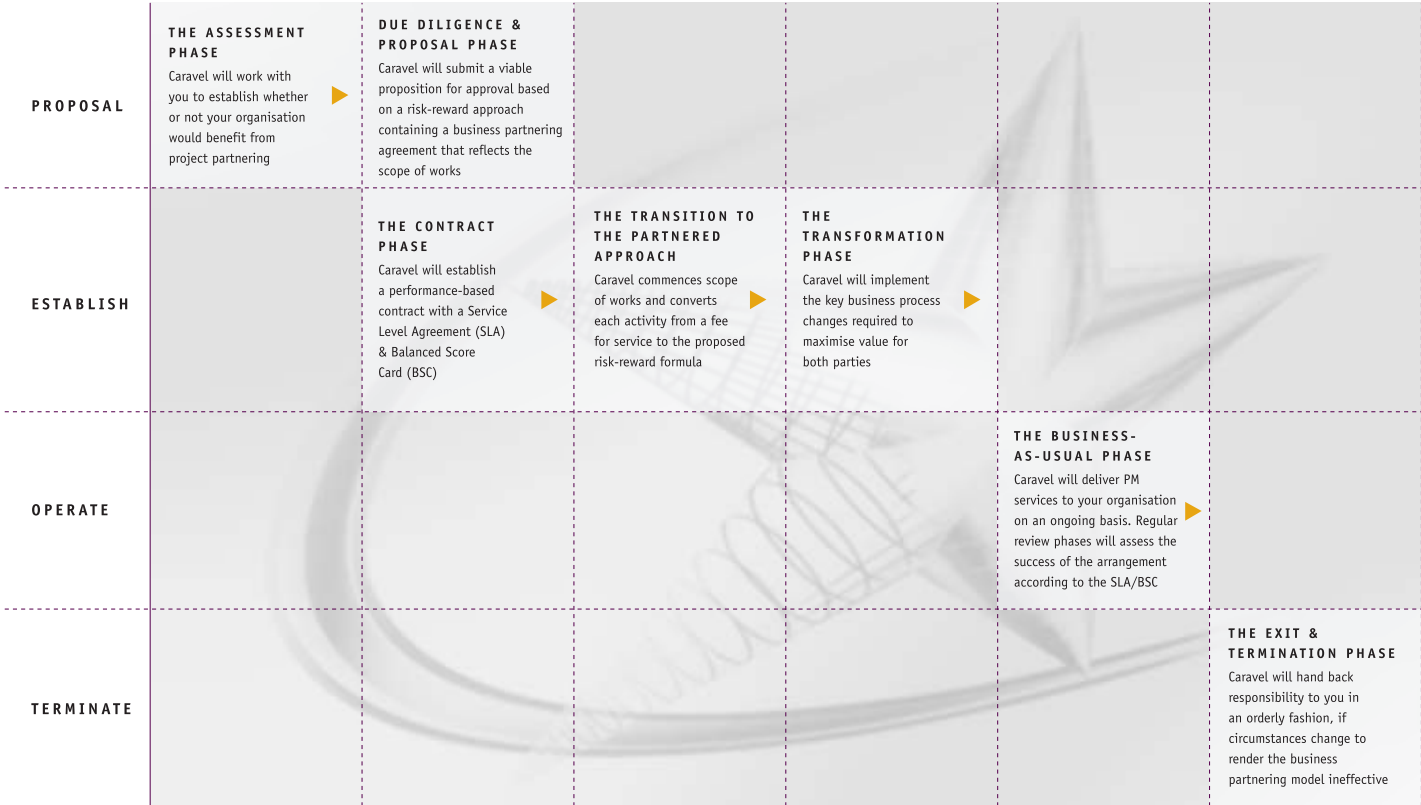 PROPOSAL
THE ASSESSMENT
PHASE
Caravel will work with
you to establish whether
or not your organisation
would benefit from
project partnering
DUE DILIGENCE &
PROPOSAL PHASE
Caravel will submit a viable
proposition for approval based
on a risk-reward approach
containing a business partnering
agreement that reflects the
scope of works
ESTABLISH
THE CONTRACT
PHASE
Caravel will establish
a performance-based
contract with a Service
Level Agreement (SLA)
& Balanced Score
Card (BSC)
THE TRANSITION TO
THE PARTNERED
APPROACH
Caravel commences scope
of works and converts
each activity from a fee
for service to the proposed
risk-reward formula
THE
TRANSFORMATION
PHASE
Caravel will implement
the key business process
changes required to
maximise value for
both parties
OPERATE
THE BUSINESS-
AS-USUAL PHASE
Caravel will deliver PM
services to your organisation
on an ongoing basis. Regular
review phases will assess the
success of the arrangement
according to the SLA/BSC
TERMINATE
THE EXIT &
TERMINATION PHASE
Caravel will hand back
responsibility to you in
an orderly fashion, if
circumstances change to
render the business
partnering model ineffective